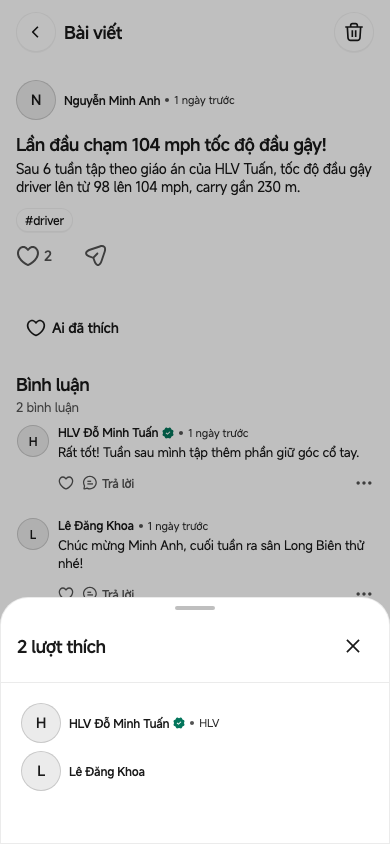 Bài viết
N
Nguyễn Minh Anh • 1 ngày trước
Lần đầu chạm 104 mph tốc độ đầu gậy!
Sau 6 tuần tập theo giáo án của HLV Tuấn, tốc độ đầu gậy
driver lên từ 98 lên 104 mph, carry gần 230 m.
#driver
2
Ai đã thích
Bình luận
2 bình luận
H
HLV Đỗ Minh Tuấn • 1 ngày trước
Rất tốt! Tuần sau mình tập thêm phần giữ góc cổ tay.
Trả lời
L
Lê Đăng Khoa • 1 ngày trước
Chúc mừng Minh Anh, cuối tuần ra sân Long Biên thử
nhé!
Trả lời
2 lượt thích
H
HLV Đỗ Minh Tuấn • HLV
L
Lê Đăng Khoa